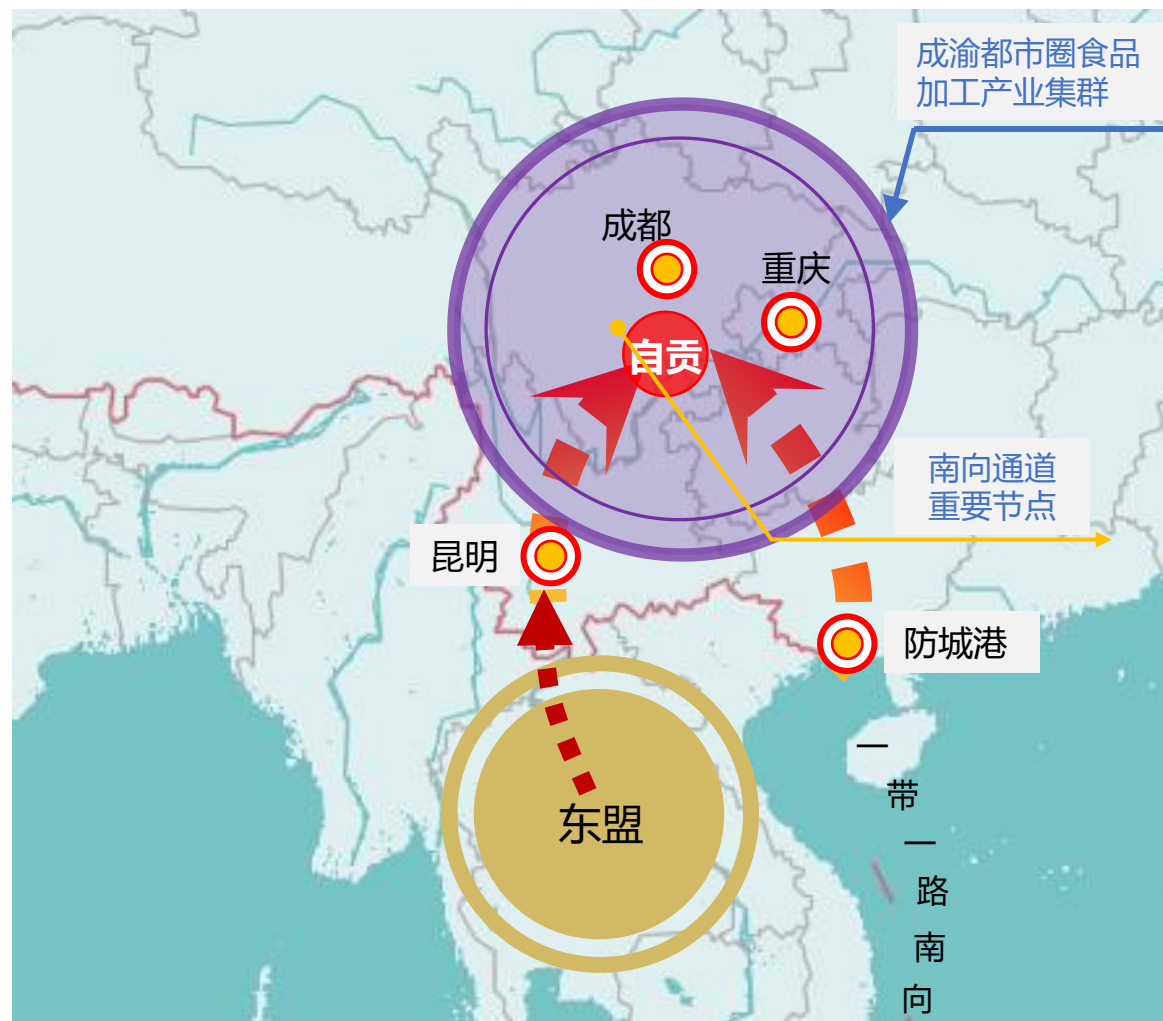 成渝都市圈食品
加工产业集群
成都
重庆
自贡
南向通道
重要节点
昆明
防城港
东盟
一
带
一
路
南
向